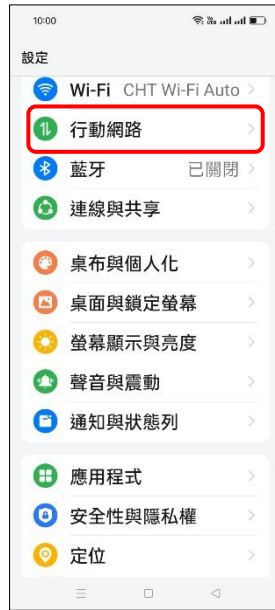 10:00
設定
Wi-Fi CHT Wi-Fi Auto
行動網路
藍牙 已關閉
連線與共享
桌布與個人化
桌面與鎖定螢幕
螢幕顯示與亮度
聲音與震動
通知與狀態列
應用程式
安全性與隱私權
定位